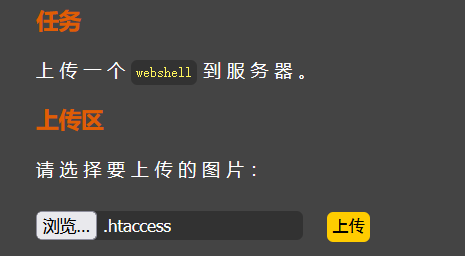 任务
上传一个 webshell 到服务器。
上传区
请选择要上传的图片：
浏览... .htaccess 上传